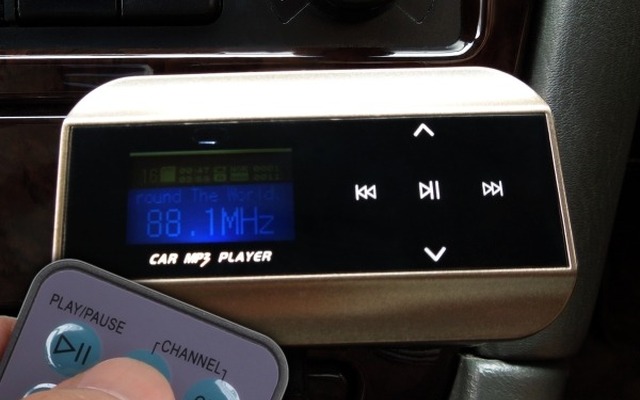 round The World
88.1MHz
CAR MP3 PLAYER
PLAY/PAUSE
CHANNEL